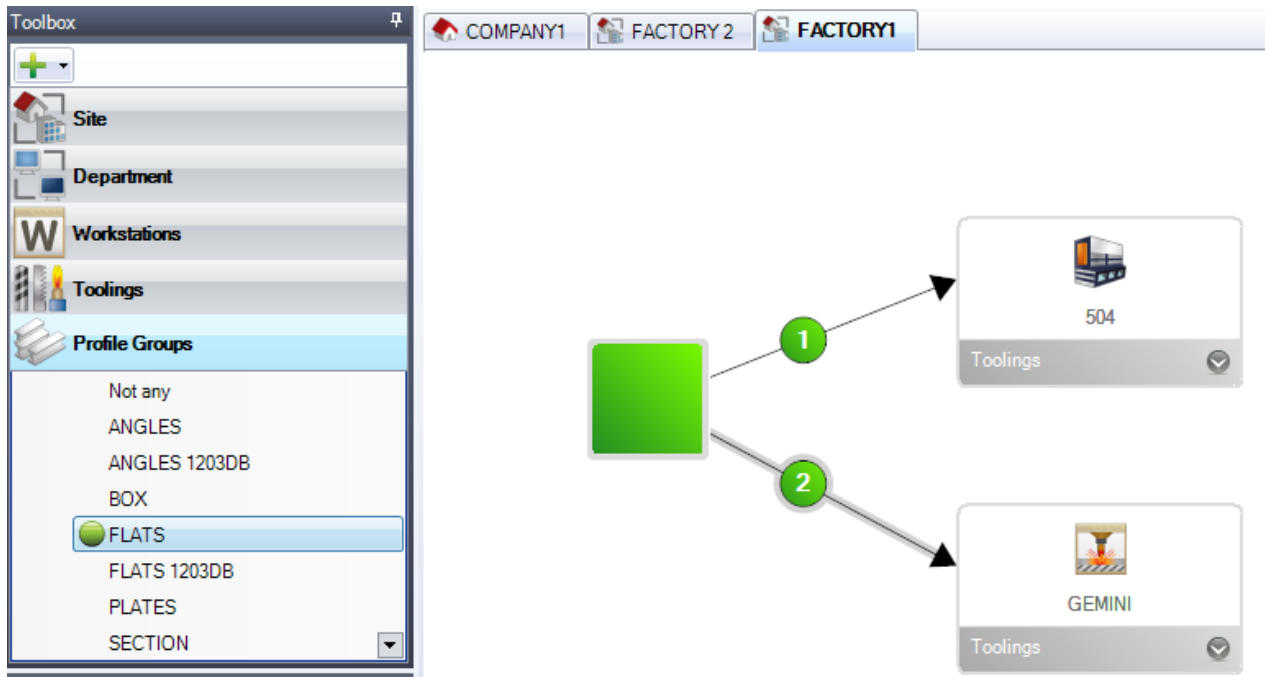 Toolbox
Site
Department
W
Workstations
Toolings
Profile Groups
Not any
ANGLES
ANGLES 1203DB
BOX
FLATS
FLATS 1203DB
PLATES
SECTION
COMPANY1
FACTORY 2
FACTORY1
1
504
Toolings
2
GEMINI
Toolings